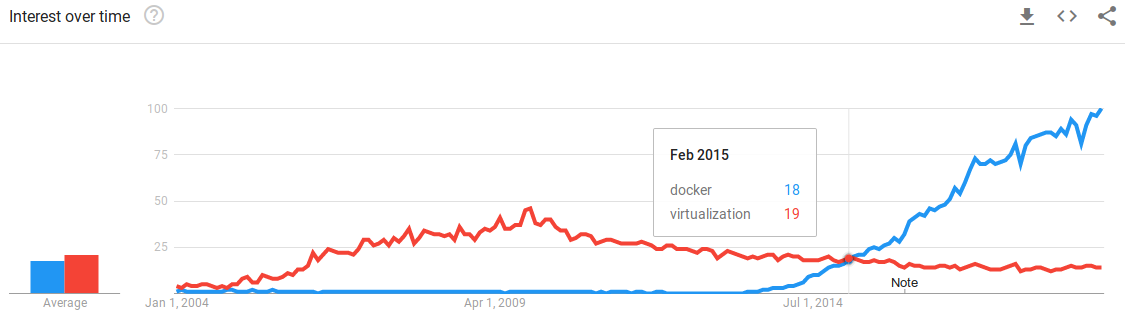 Interest over time
100
75
50
25
Feb 2015
docker 18
virtualization 19
Note
Average
Jan 1, 2004
Apr 1, 2009
Jul 1, 2014